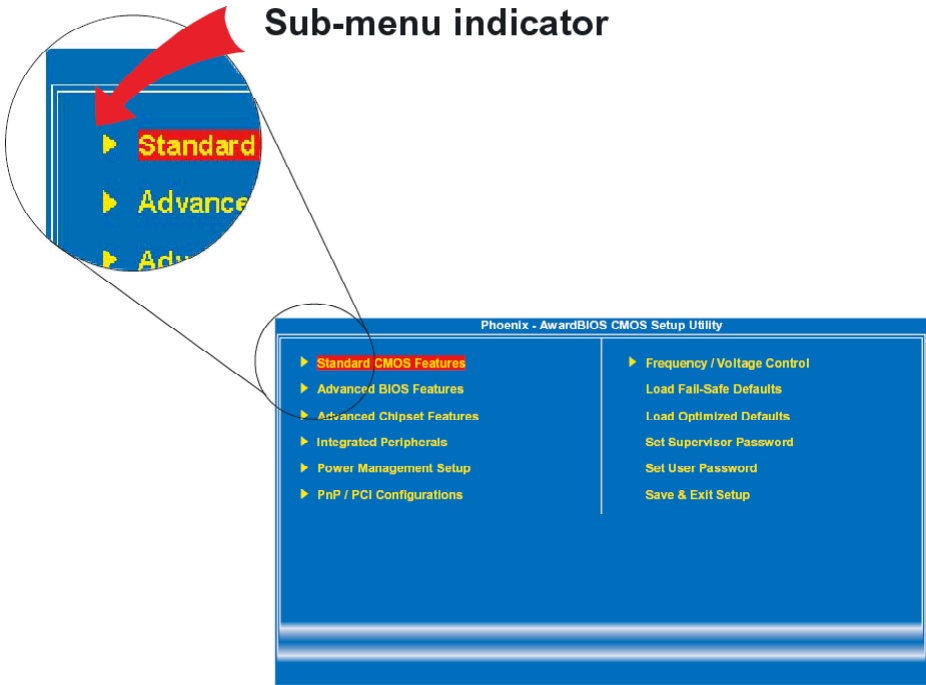 Sub-menu indicator
Standard
Advance
Phoenix - AwardBIOS CMOS Setup Utility
Standard CMOS Features
Advanced BIOS Features
Advanced Chipset Features
Integrated Peripherals
Power Management Setup
PnP / PCI Configurations
Frequency / Voltage Control
Load Fail-Safe Defaults
Load Optimized Defaults
Set Supervisor Password
Set User Password
Save & Exit Setup